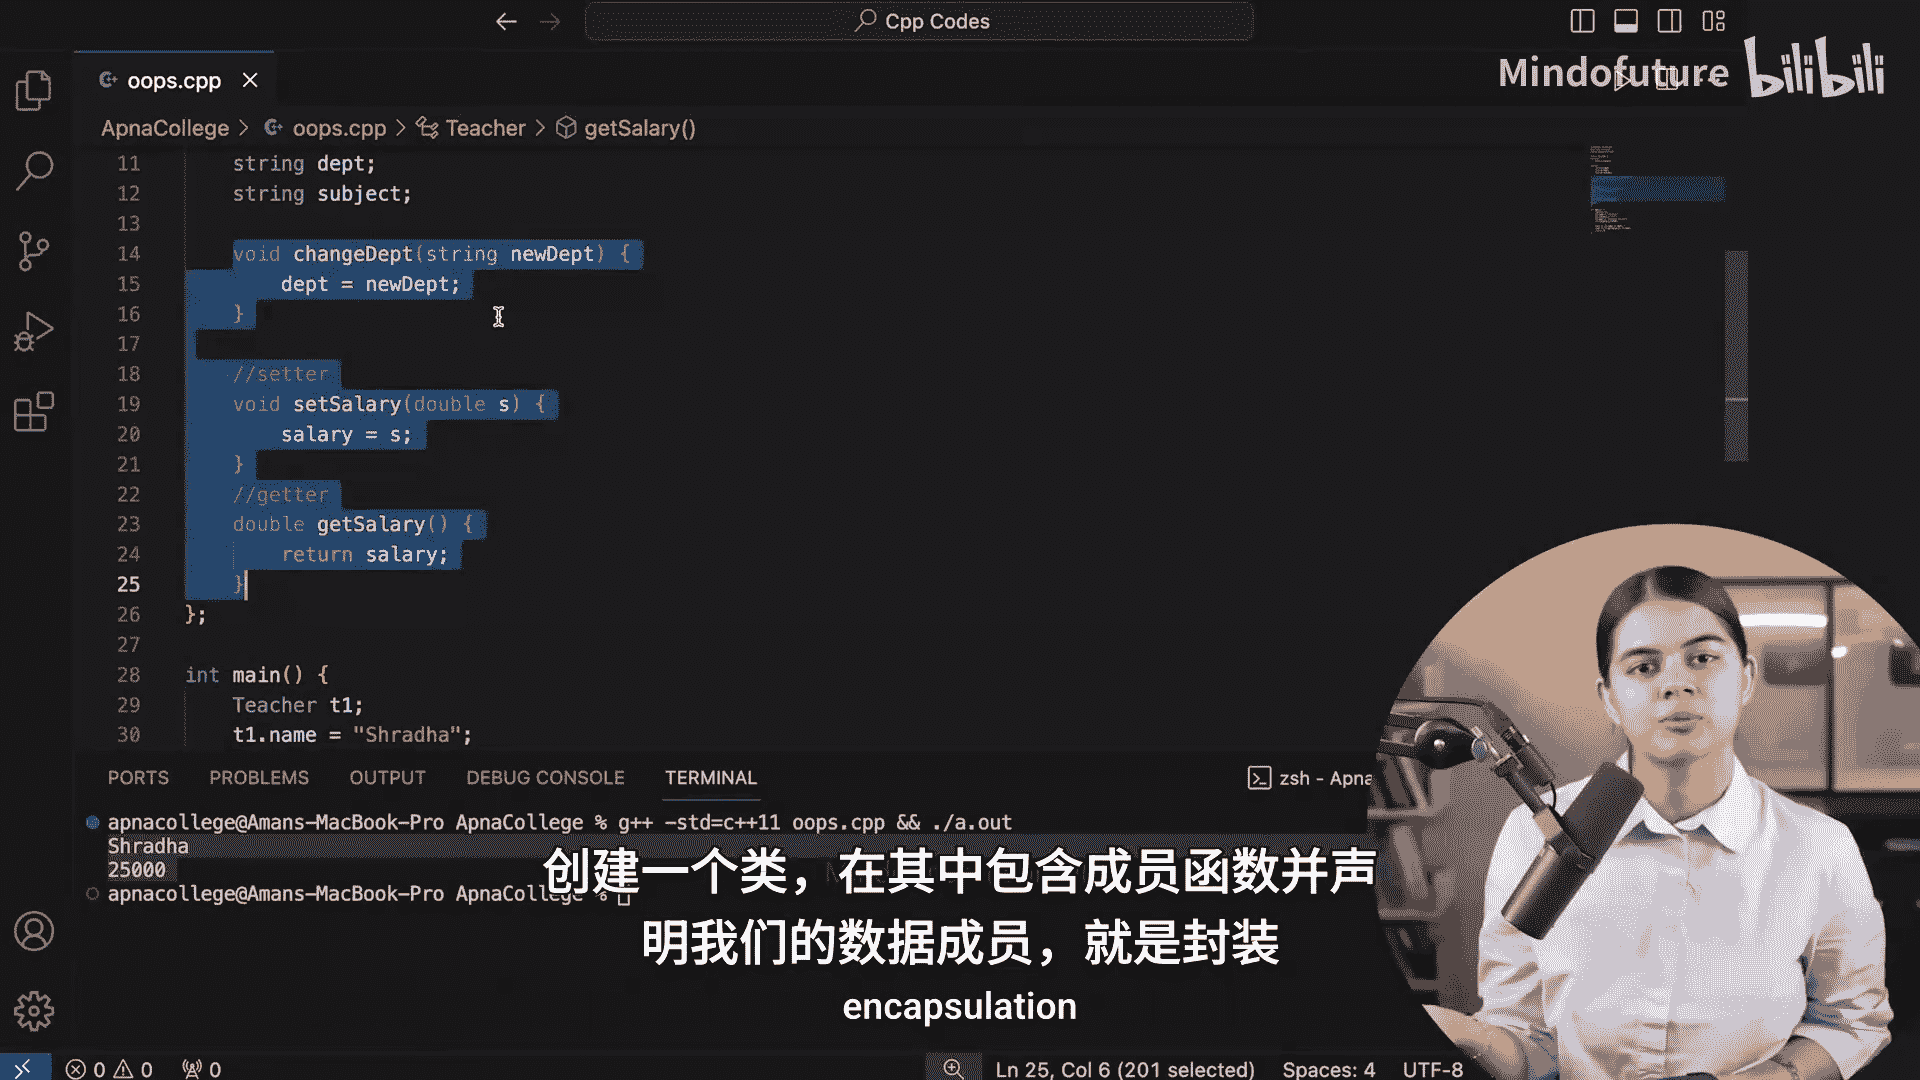 Cpp Codes
oops.cpp
Mindofuture bilibili
ApnaCollege > oops.cpp > Teacher > getSalary()
11 string dept;
12 string subject;
13
14 void changeDept(string newDept) {
15 dept = newDept;
16 }
17
18 //setter
19 void setSalary(double s) {
20 salary = s;
21 }
22 //getter
23 double getSalary() {
24 return salary;
25 }
26 };
27
28 int main() {
29 Teacher t1;
30 t1.name = "Shradha";
PORTS PROBLEMS OUTPUT DEBUG CONSOLE TERMINAL zsh - Apna
apnacollege@Amans-MacBook-Pro ApnaCollege % g++ -std=c++11 oops.cpp && ./a.out
Shradha
25000
apnacollege@Amans-MacBook-Pro ApnaCollege %
创建一个类，在其中包含成员函数并声
明我们的数据成员，就是封装
encapsulation
0 0 0 Ln 25, Col 6 (201 selected) Spaces: 4 UTF-8